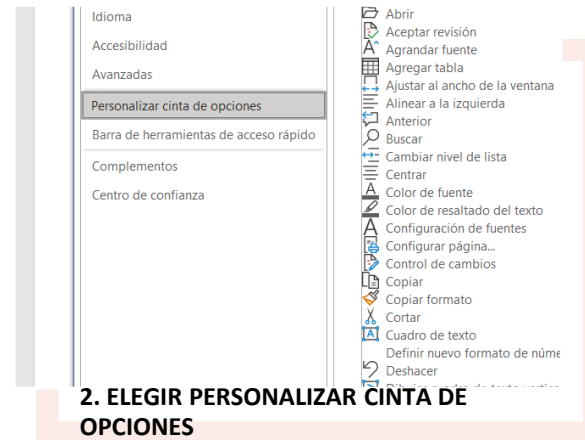 Idioma
Accesibilidad
Avanzadas
Personalizar cinta de opciones
Barra de herramientas de acceso rápido
Complementos
Centro de confianza
Abrir
Aceptar revisión
Agrandar fuente
Agregar tabla
Ajustar al ancho de la ventana
Alinear a la izquierda
Anterior
Buscar
Cambiar nivel de lista
Centrar
Color de fuente
Color de resaltado del texto
Configuración de fuentes
Configurar página...
Control de cambios
Copiar
Copiar formato
Cortar
Cuadro de texto
Definir nuevo formato de núme
Deshacer
2. ELEGIR PERSONALIZAR CINTA DE
OPCIONES